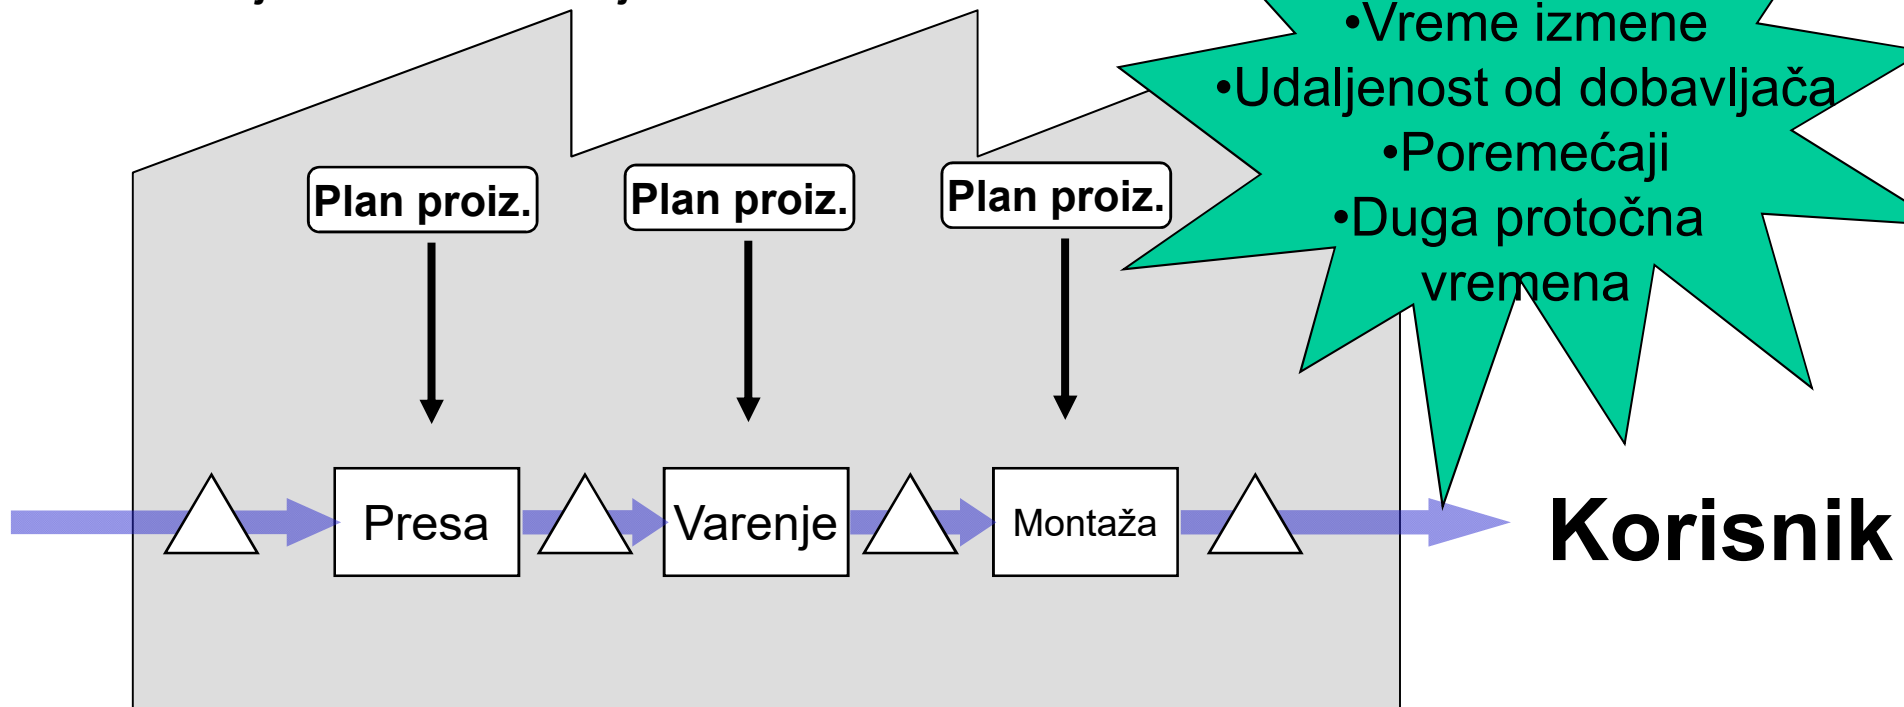 •Vreme izmene
•Udaljenost od dobavljača
•Poremećaji
•Duga protočna
vremena
Plan proiz.
Plan proiz.
Plan proiz.
Presa
Varenje
Montaža
Korisnik